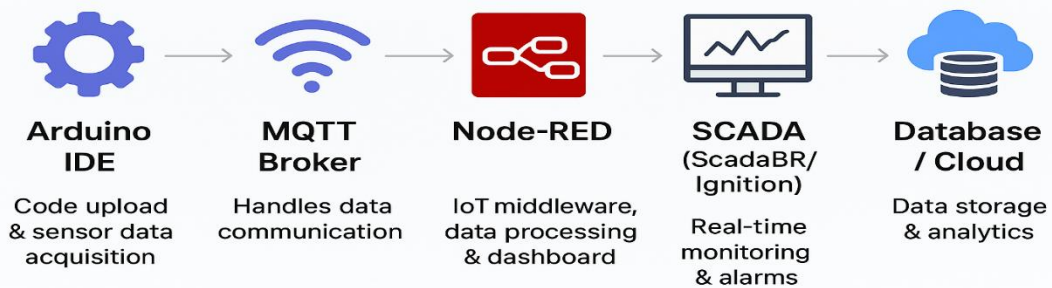 Arduino
IDE
Code upload
& sensor data
acquisition
MQTT
Broker
Handles data
communication
Node-RED
IoT middleware,
data processing
& dashboard
SCADA
(ScadaBR/
Ignition)
Real-time
monitoring
& alarms
Database
/ Cloud
Data storage
& analytics